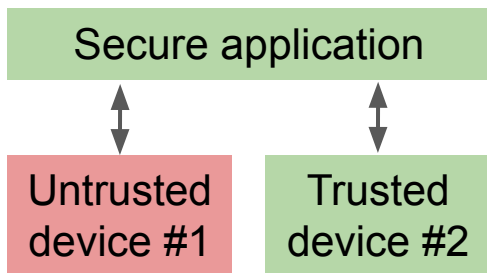 Secure application
Untrusted
device #1
Trusted
device #2